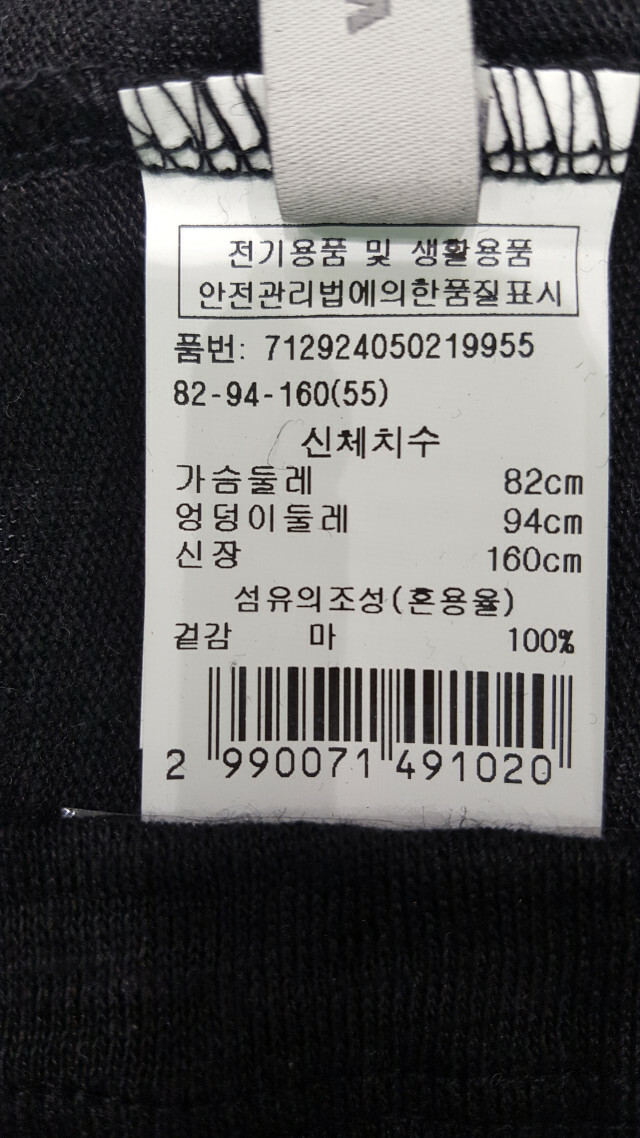 전기용품 및 생활용품
안전관리법에의한품질표시
품번: 712924050219955
82-94-160(55)
신체치수
가슴둘레 82cm
엉덩이둘레 94cm
신장 160cm
섬유의조성(혼용율)
겉감 마 100%
2 990071 491020